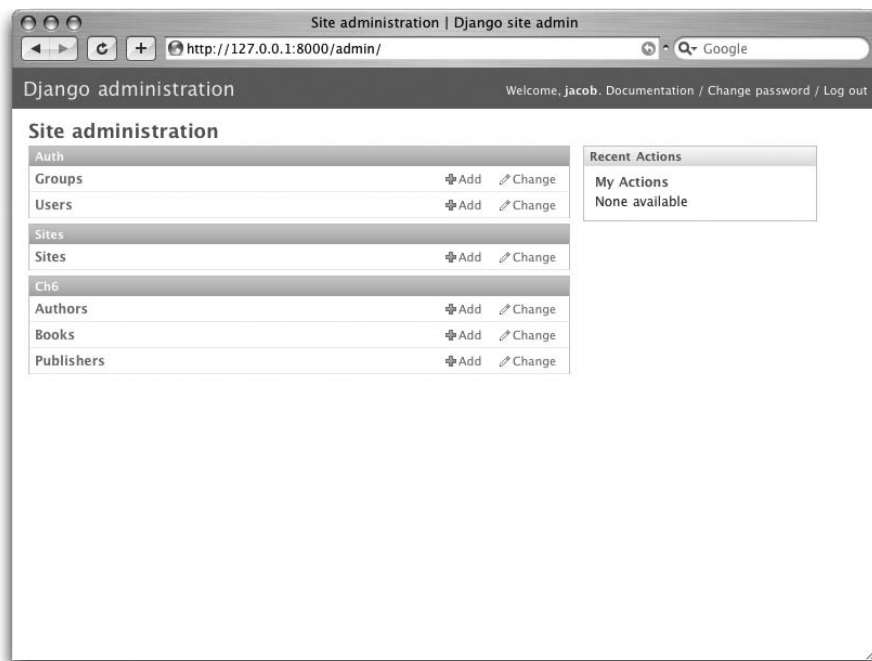 Site administration | Django site admin
http://127.0.0.1:8000/admin/
Google
Django administration
Welcome, jacob. Documentation / Change password / Log out
Site administration
Auth
Groups Add Change
Users Add Change
Sites
Sites Add Change
Ch6
Authors Add Change
Books Add Change
Publishers Add Change
Recent Actions
My Actions
None available